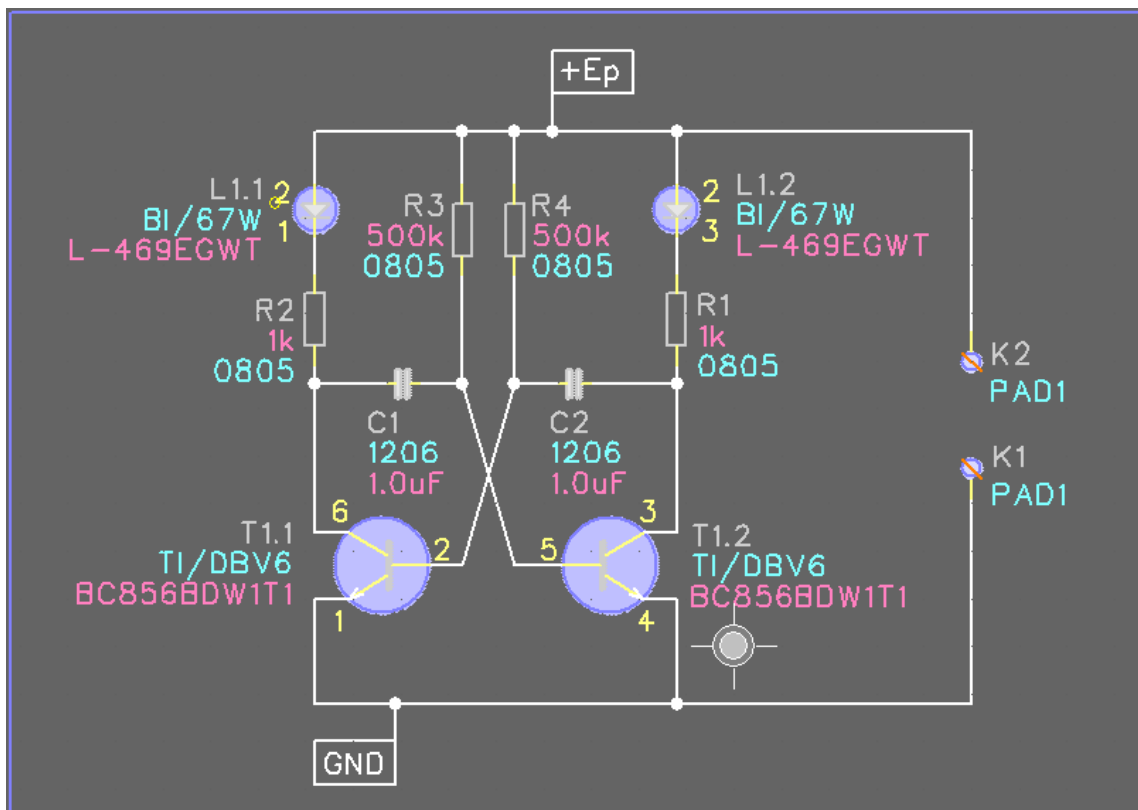 +Ep
L1.1
2
BI/67W
1
L-469EGWT
R3
500k
0805
R4
500k
0805
L1.2
2
BI/67W
3
L-469EGWT
R2
1k
0805
R1
1k
0805
K2
PAD1
C1
1206
1.0uF
C2
1206
1.0uF
K1
PAD1
T1.1
6
TI/DBV6
2
BC856BDW1T1
1
5
3
T1.2
TI/DBV6
BC856BDW1T1
4
GND